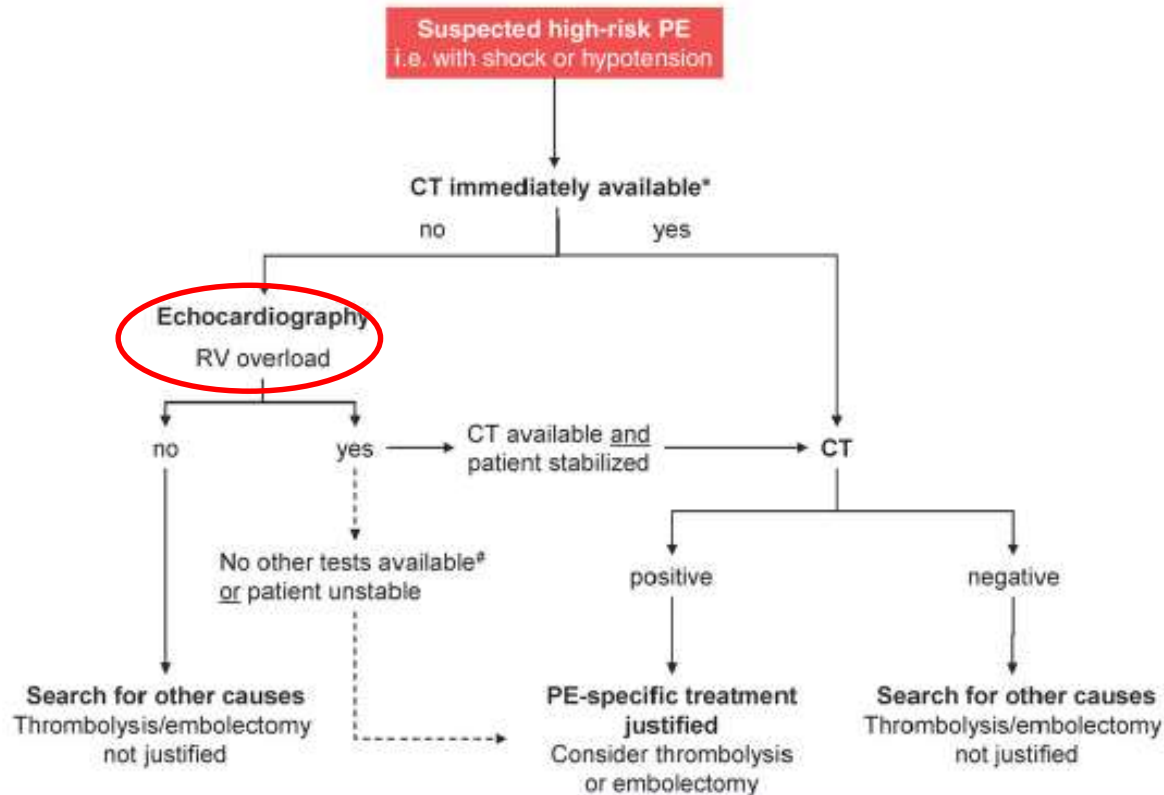 Suspected high-risk PE
i.e. with shock or hypotension
CT immediately available*
no
yes
Echocardiography
RV overload
no
yes
CT available and
patient stabilized
CT
No other tests available#
or patient unstable
positive
negative
Search for other causes
Thrombolysis/embolectomy
not justified
PE-specific treatment
justified
Consider thrombolysis
or embolectomy
Search for other causes
Thrombolysis/embolectomy
not justified